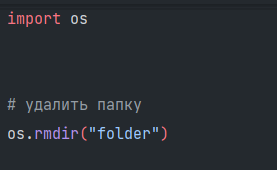 import os
# удалить папку
os.rmdir("folder")